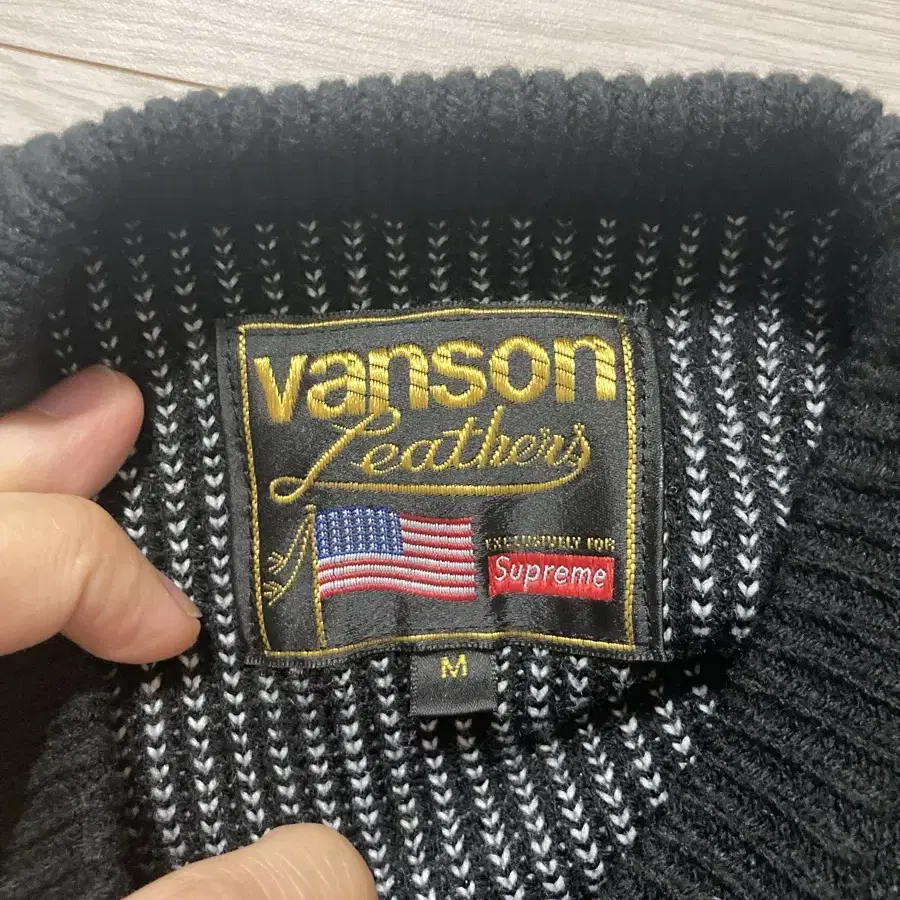 vanson
Leathers
EXCLUSIVELY FOR
Supreme
M